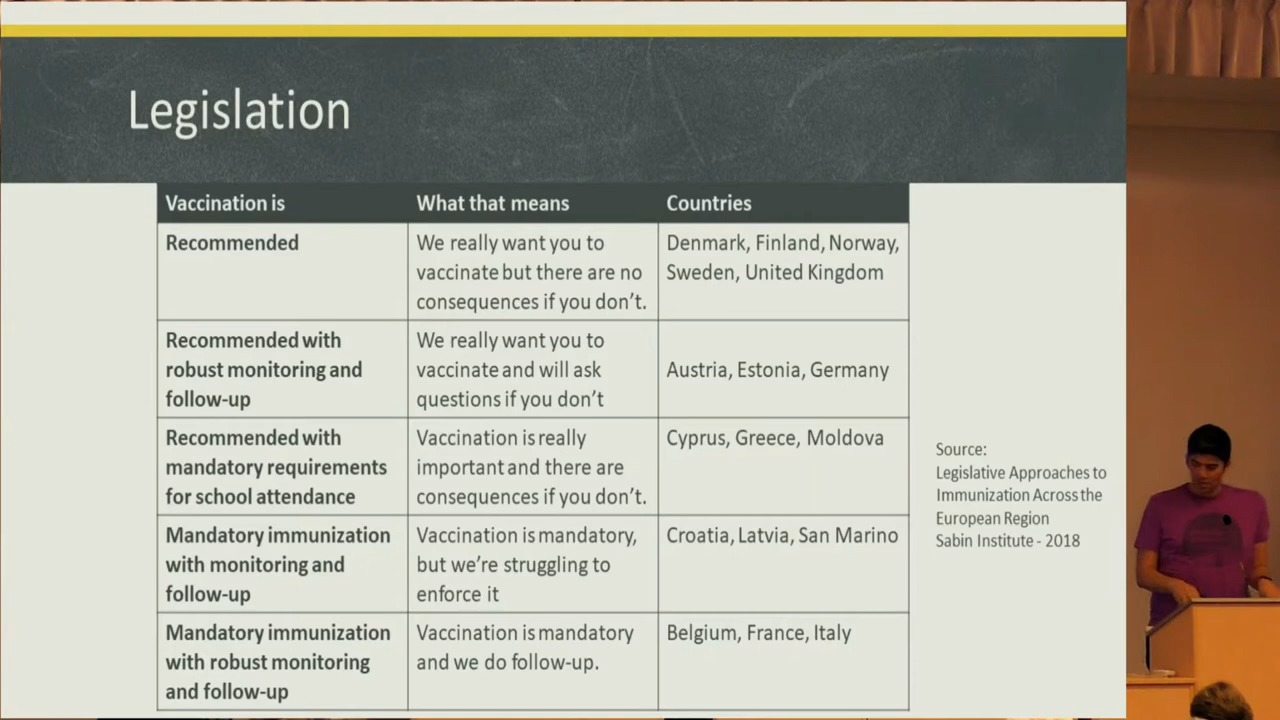 Legislation
Vaccination is
What that means
Countries
Recommended
We really want you to
vaccinate but there are no
consequences if you don't.
Denmark, Finland, Norway,
Sweden, United Kingdom
Recommended with
robust monitoring and
follow-up
We really want you to
vaccinate and will ask
questions if you don't
Austria, Estonia, Germany
Recommended with
mandatory requirements
for school attendance
Vaccination is really
important and there are
consequences if you don't.
Cyprus, Greece, Moldova
Mandatory immunization
with monitoring and
follow-up
Vaccination is mandatory,
but we're struggling to
enforce it
Croatia, Latvia, San Marino
Mandatory immunization
with robust monitoring
and follow-up
Vaccination is mandatory
and we do follow-up.
Belgium, France, Italy
Source:
Legislative Approaches to
Immunization Across the
European Region
Sabin Institute - 2018